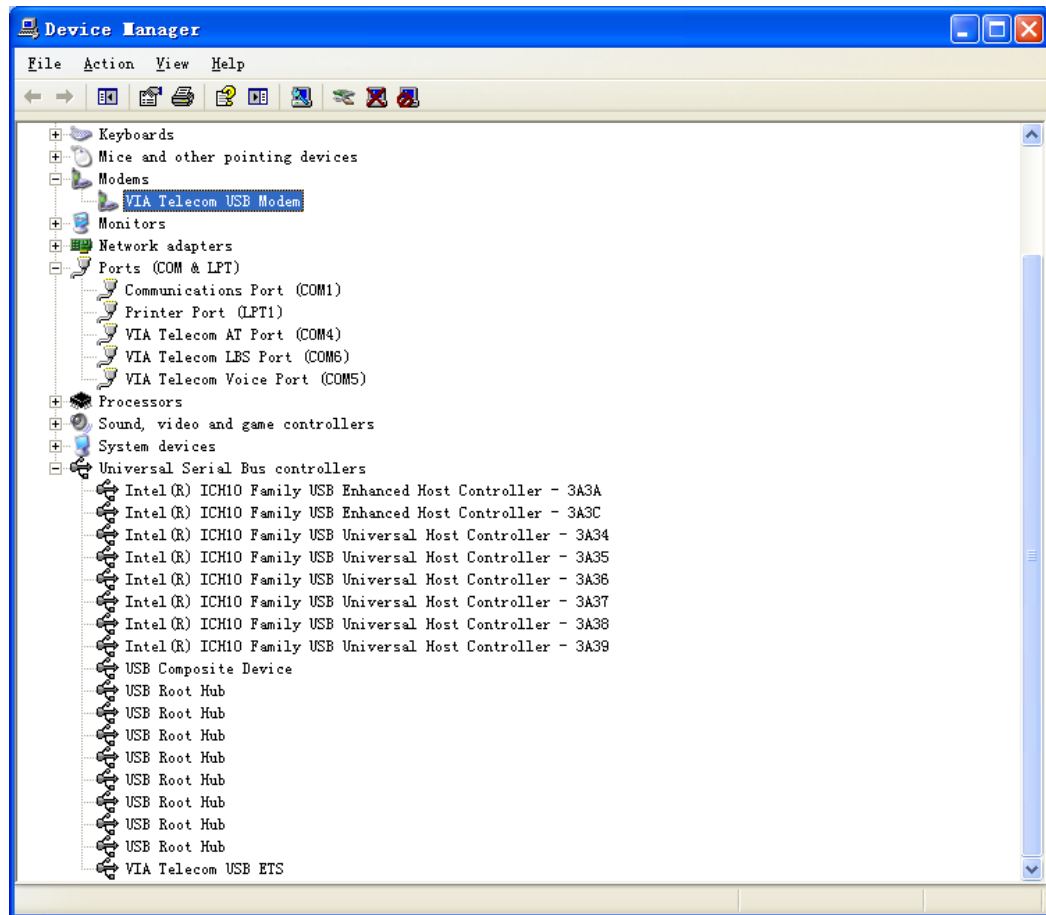 Device Manager
File Action View Help
Keyboards
Mice and other pointing devices
Modems
VIA Telecom USB Modem
Monitors
Network adapters
Ports (COM & LPT)
Communications Port (COM1)
Printer Port (LPT1)
VIA Telecom AT Port (COM4)
VIA Telecom LBS Port (COM6)
VIA Telecom Voice Port (COM5)
Processors
Sound, video and game controllers
System devices
Universal Serial Bus controllers
Intel(R) ICH10 Family USB Enhanced Host Controller - 3A3A
Intel(R) ICH10 Family USB Enhanced Host Controller - 3A3C
Intel(R) ICH10 Family USB Universal Host Controller - 3A34
Intel(R) ICH10 Family USB Universal Host Controller - 3A35
Intel(R) ICH10 Family USB Universal Host Controller - 3A36
Intel(R) ICH10 Family USB Universal Host Controller - 3A37
Intel(R) ICH10 Family USB Universal Host Controller - 3A38
Intel(R) ICH10 Family USB Universal Host Controller - 3A39
USB Composite Device
USB Root Hub
USB Root Hub
USB Root Hub
USB Root Hub
USB Root Hub
USB Root Hub
USB Root Hub
USB Root Hub
VIA Telecom USB ETS